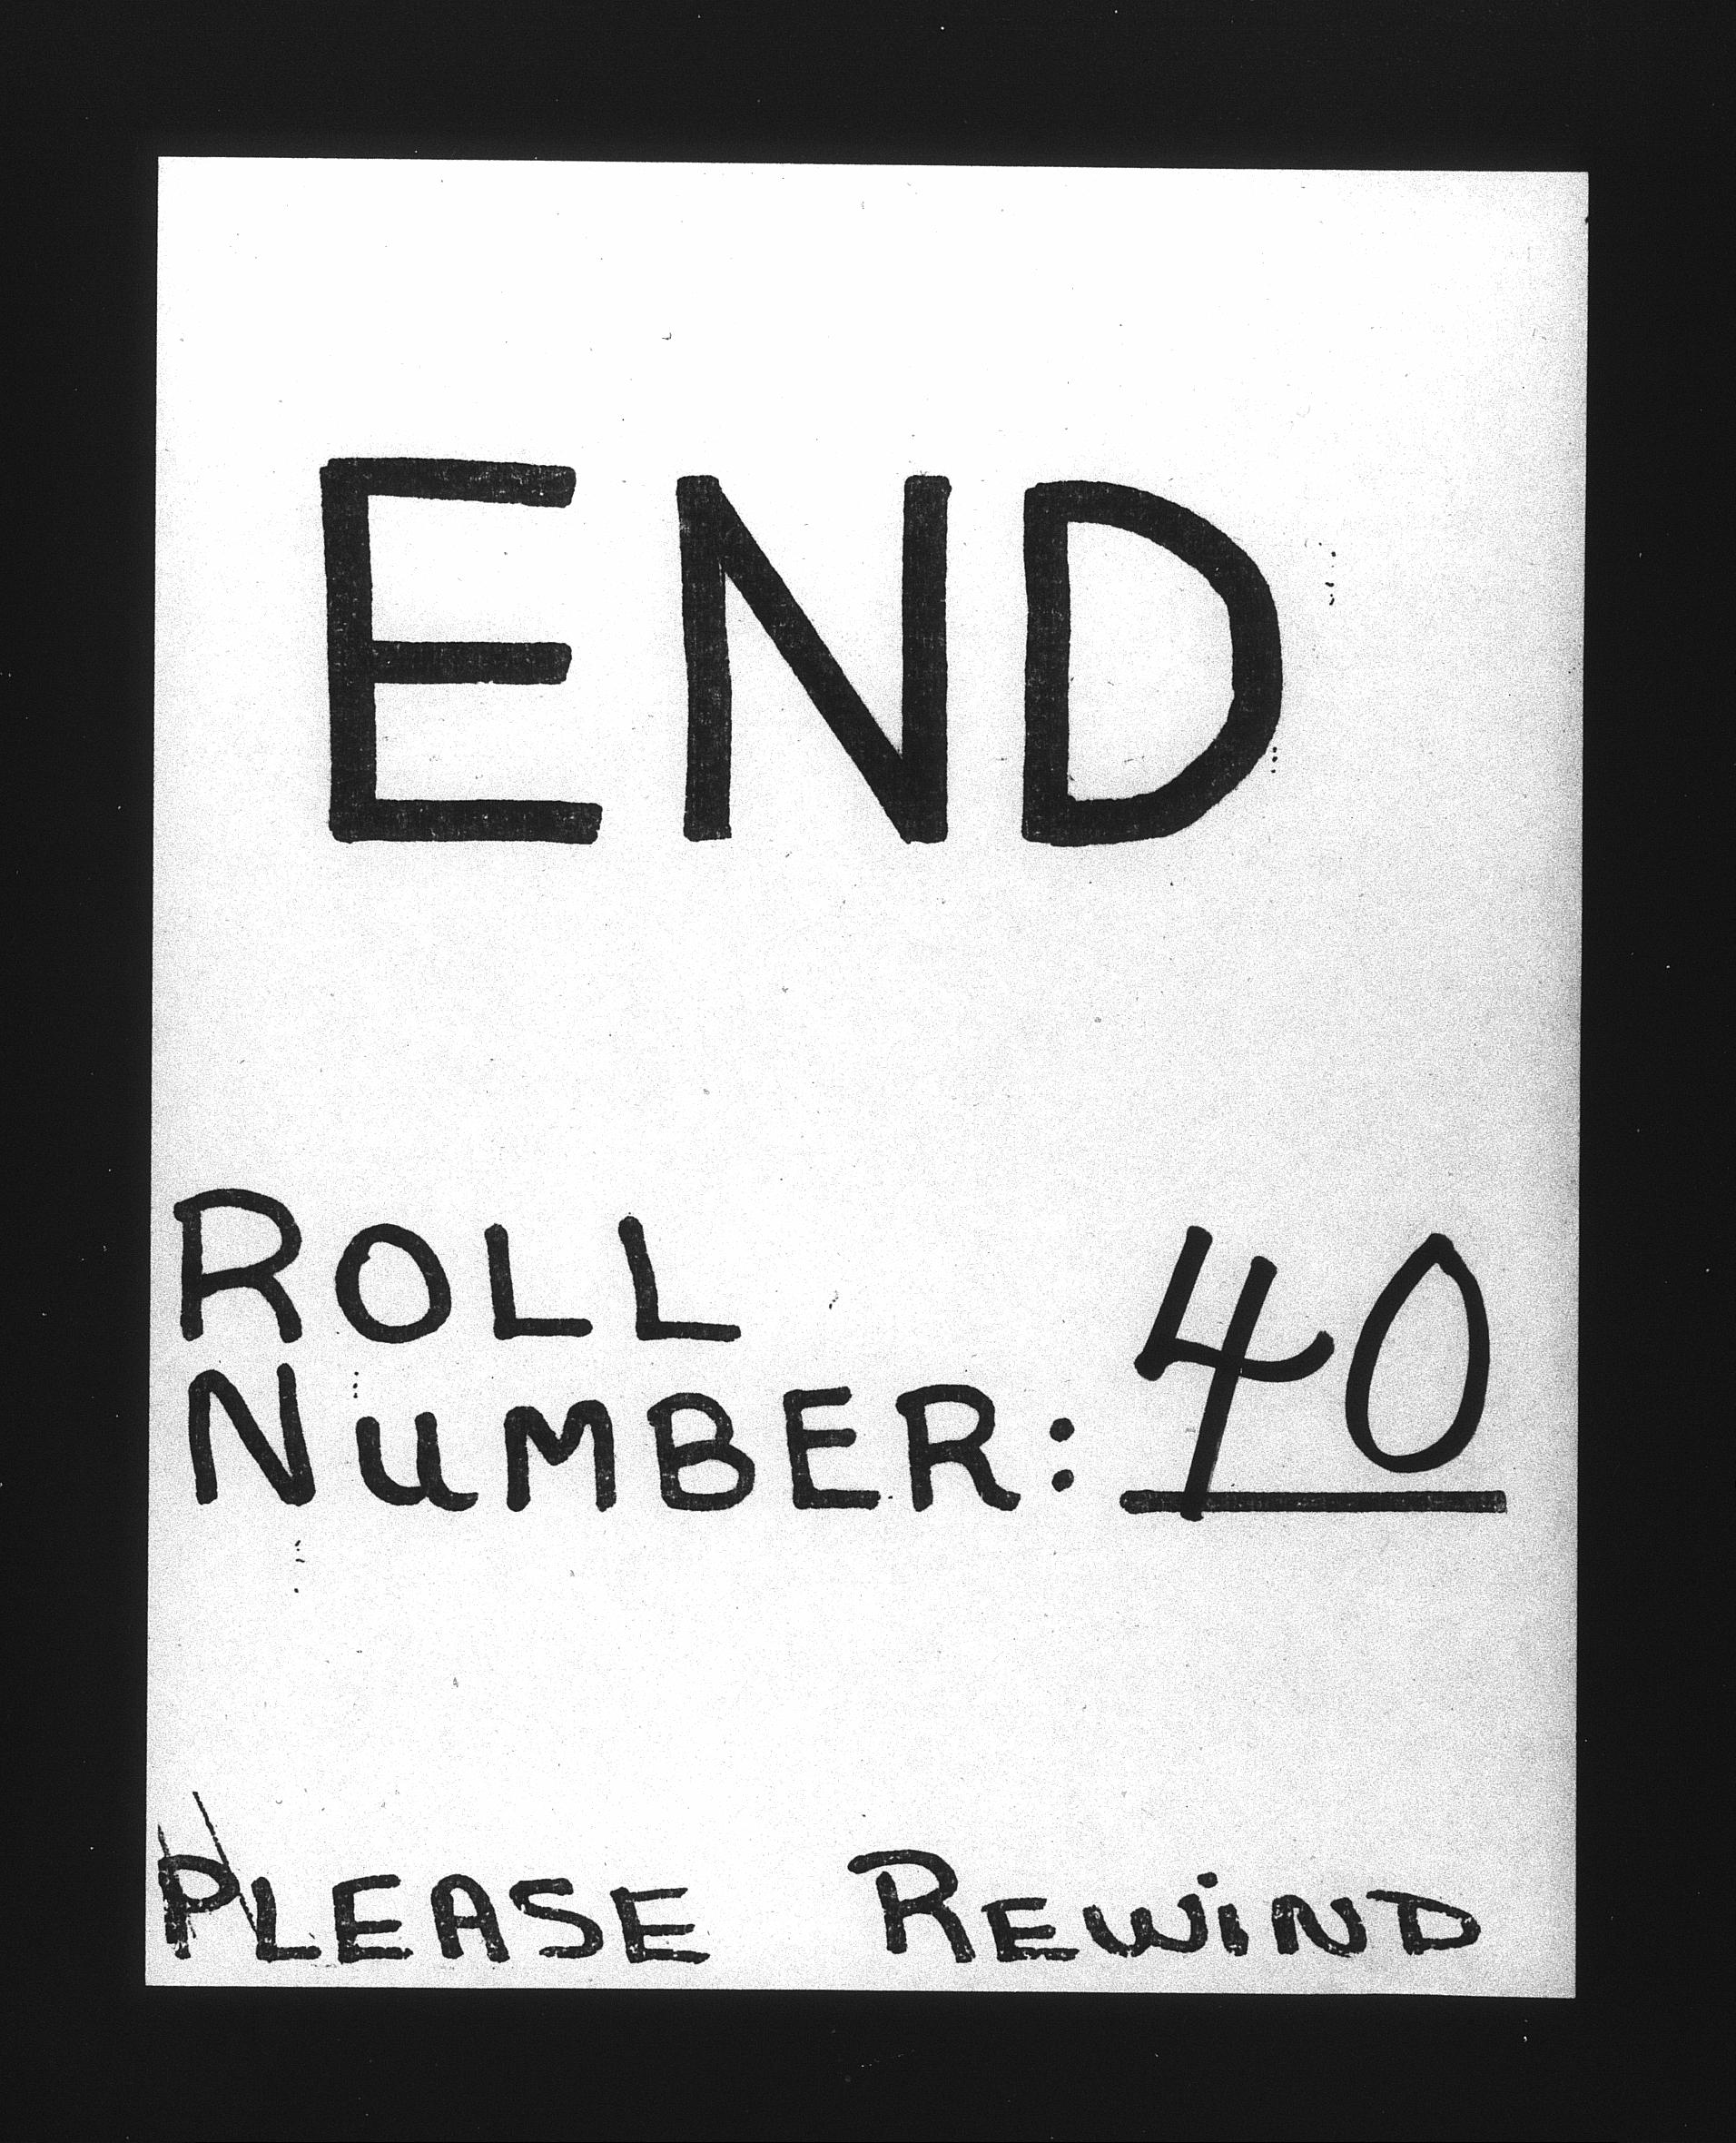 END
ROLL
NUMBER: 40
PLEASE REWIND